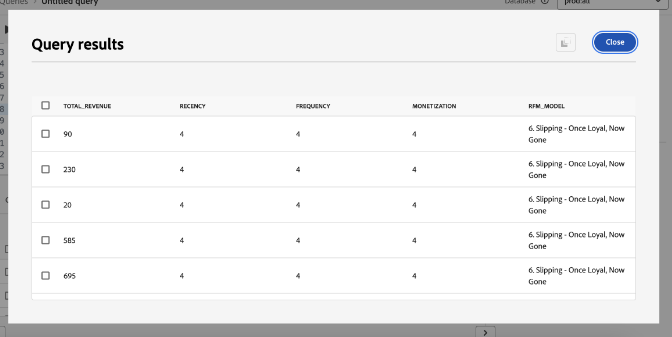 Queries / Untitled query
Database
prod:all
Query results
Close
TOTAL_REVENUE RECENCY FREQUENCY MONETIZATION RFM_MODEL
90 4 4 4 6. Slipping - Once Loyal, Now
Gone
230 4 4 4 6. Slipping - Once Loyal, Now
Gone
20 4 4 4 6. Slipping - Once Loyal, Now
Gone
585 4 4 4 6. Slipping - Once Loyal, Now
Gone
695 4 4 4 6. Slipping - Once Loyal, Now
Gone